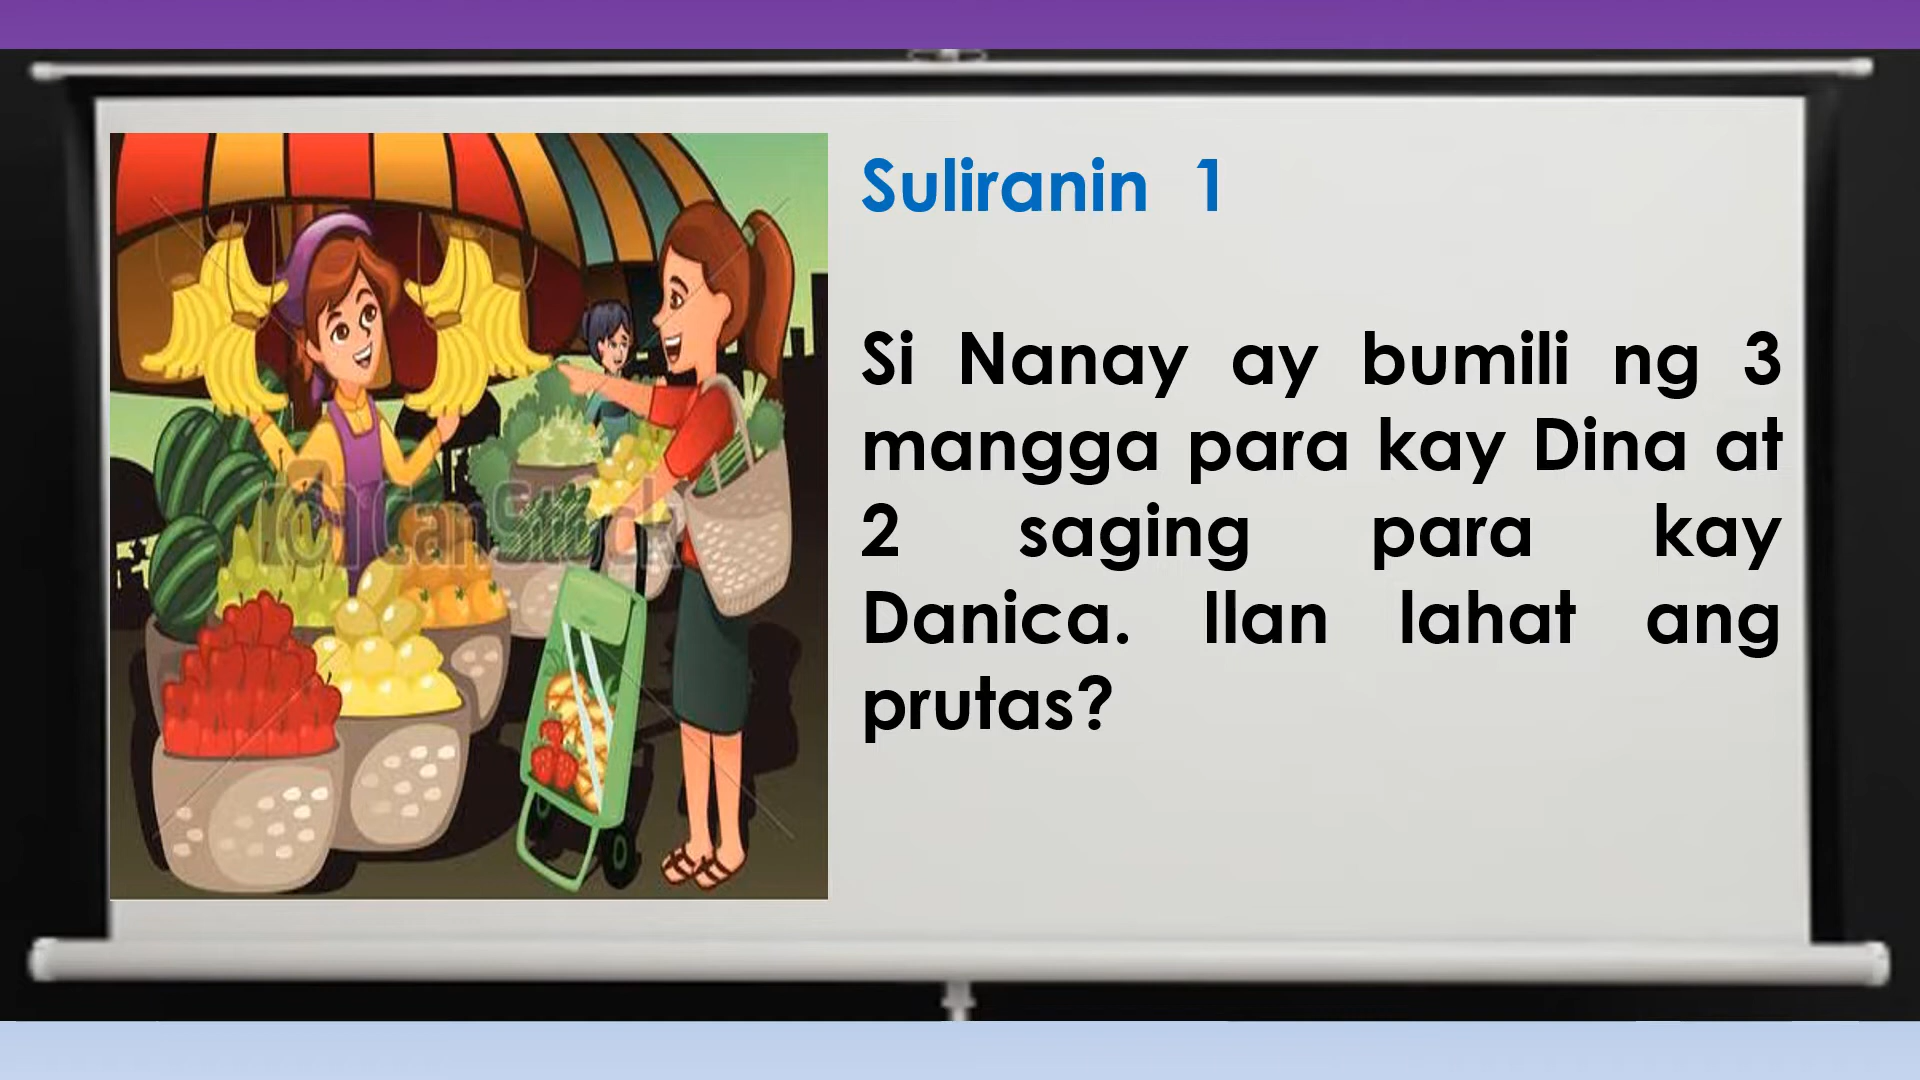 Suliranin 1
Si Nanay ay bumili ng 3
mangga para kay Dina at
2 saging para kay
Danica. Ilan lahat ang
prutas?
© CanStock